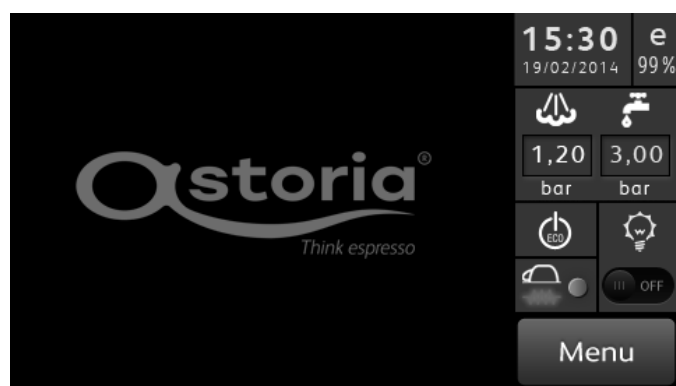 astoria®
Think espresso
15:30 e
19/02/2014 99%
1,20 3,00
bar bar
ECO
OFF
Menu